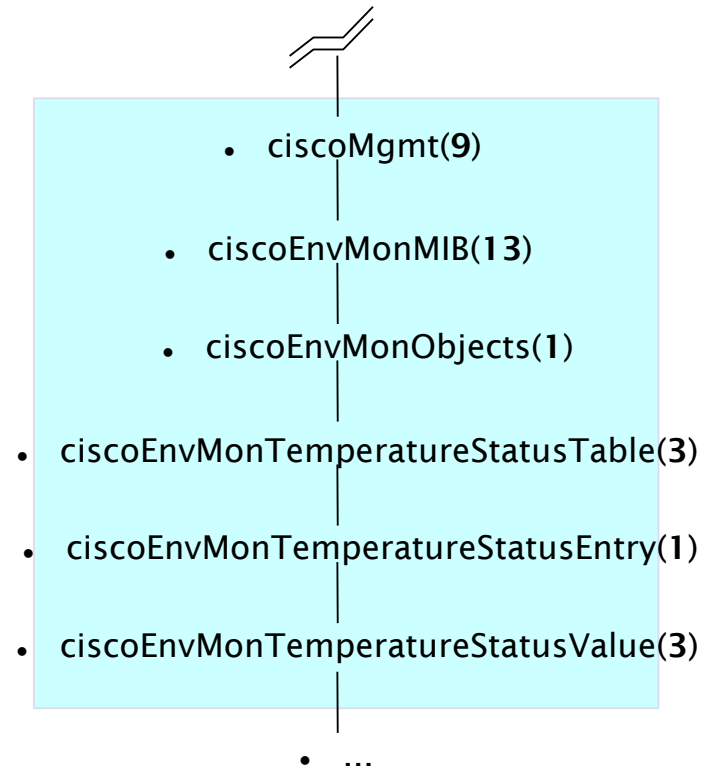 • ciscoMgmt(9)
• ciscoEnvMonMIB(13)
• ciscoEnvMonObjects(1)
• ciscoEnvMonTemperatureStatusTable(3)
• ciscoEnvMonTemperatureStatusEntry(1)
• ciscoEnvMonTemperatureStatusValue(3)
• ...